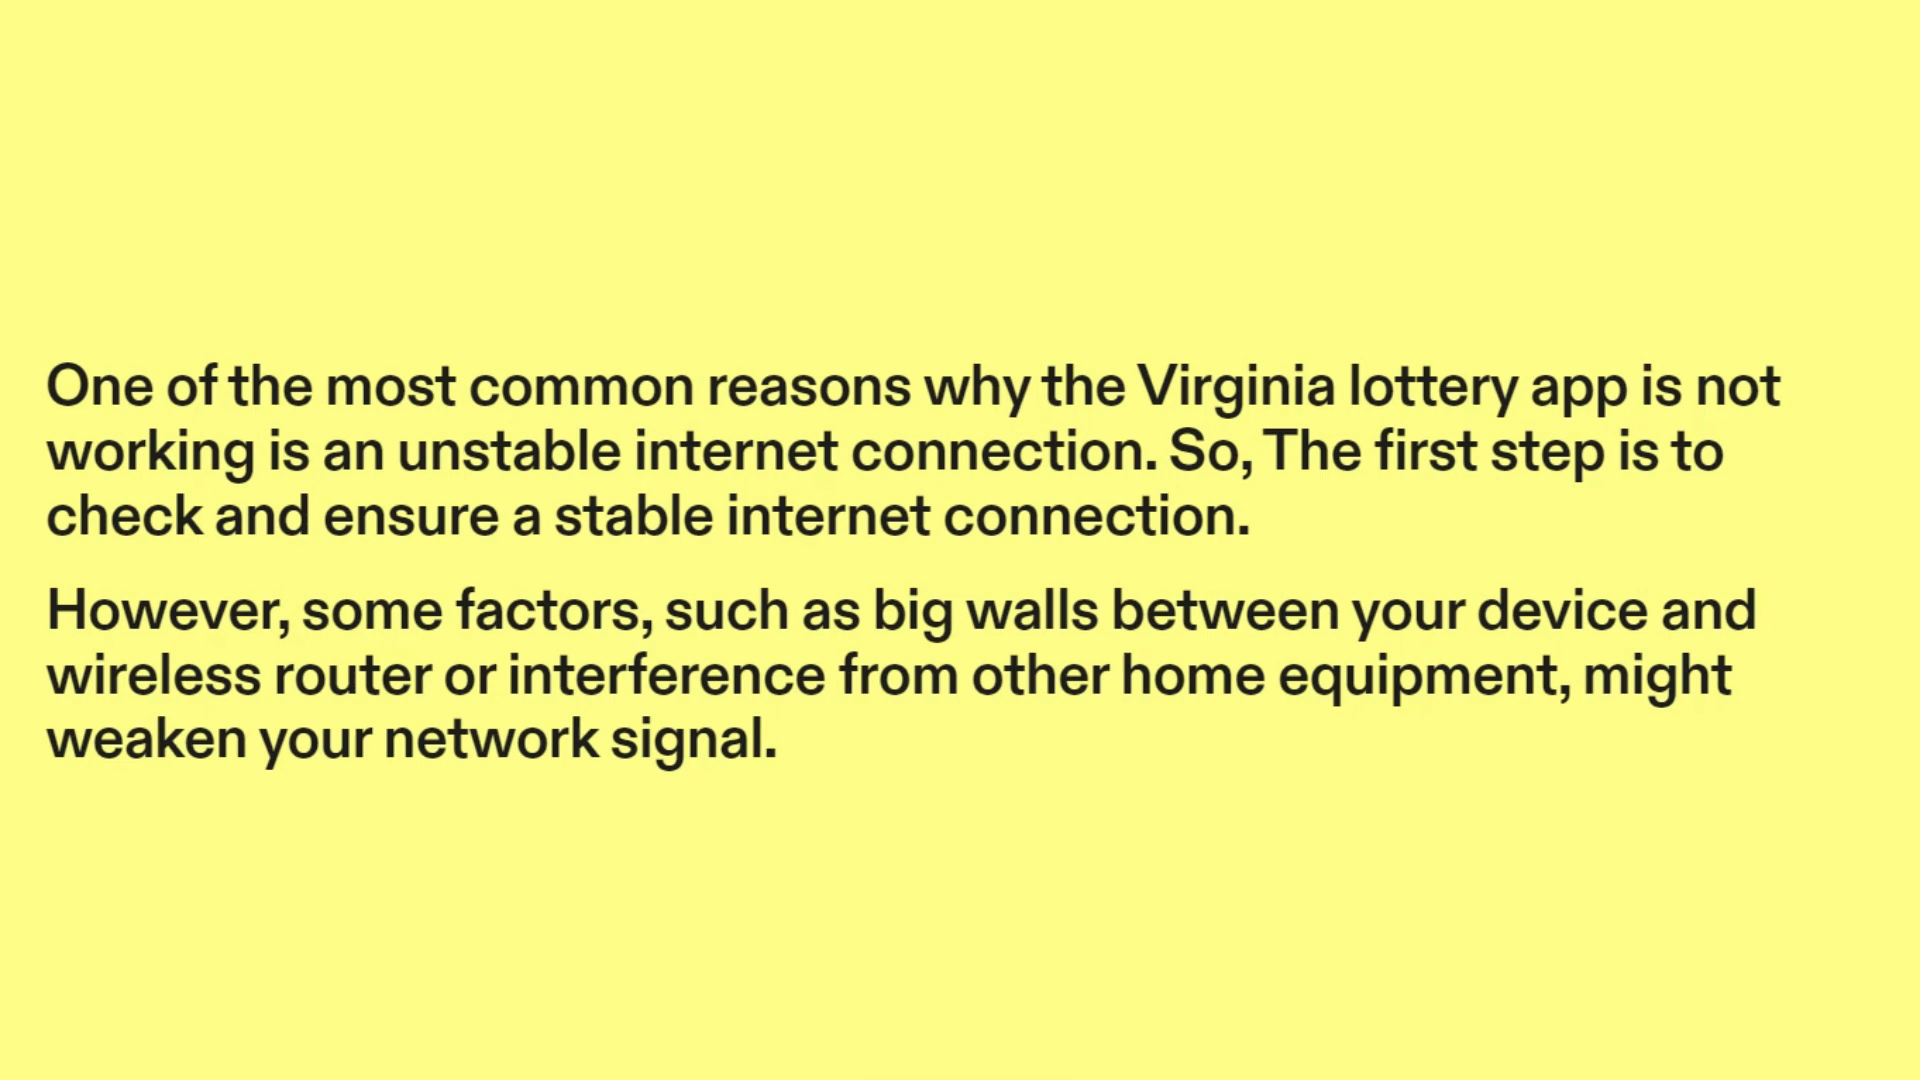 One of the most common reasons why the Virginia lottery app is not
working is an unstable internet connection. So, The first step is to
check and ensure a stable internet connection.
However, some factors, such as big walls between your device and
wireless router or interference from other home equipment, might
weaken your network signal.